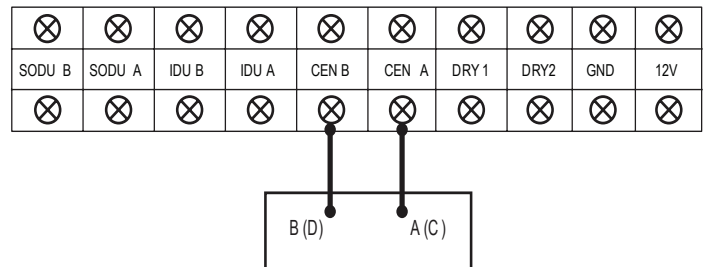 SODU B SODU A IDU B IDU A CEN B CEN A DRY 1 DRY2 GND 12V
B (D) A (C)